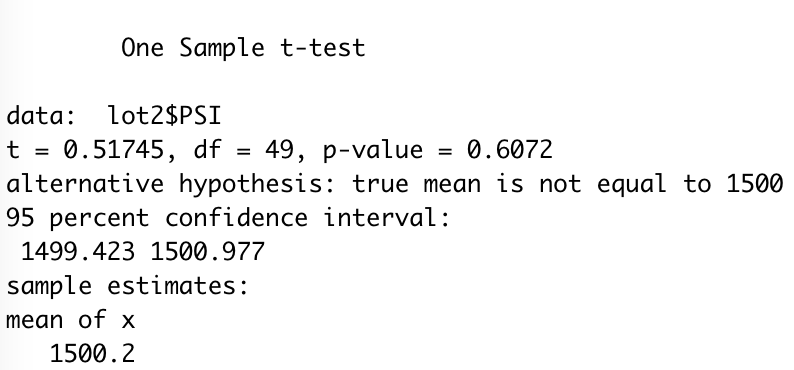 One Sample t-test
data:  lot2$PSI
t = 0.51745, df = 49, p-value = 0.6072
alternative hypothesis: true mean is not equal to 1500
95 percent confidence interval:
1499.423 1500.977
sample estimates:
mean of x
1500.2